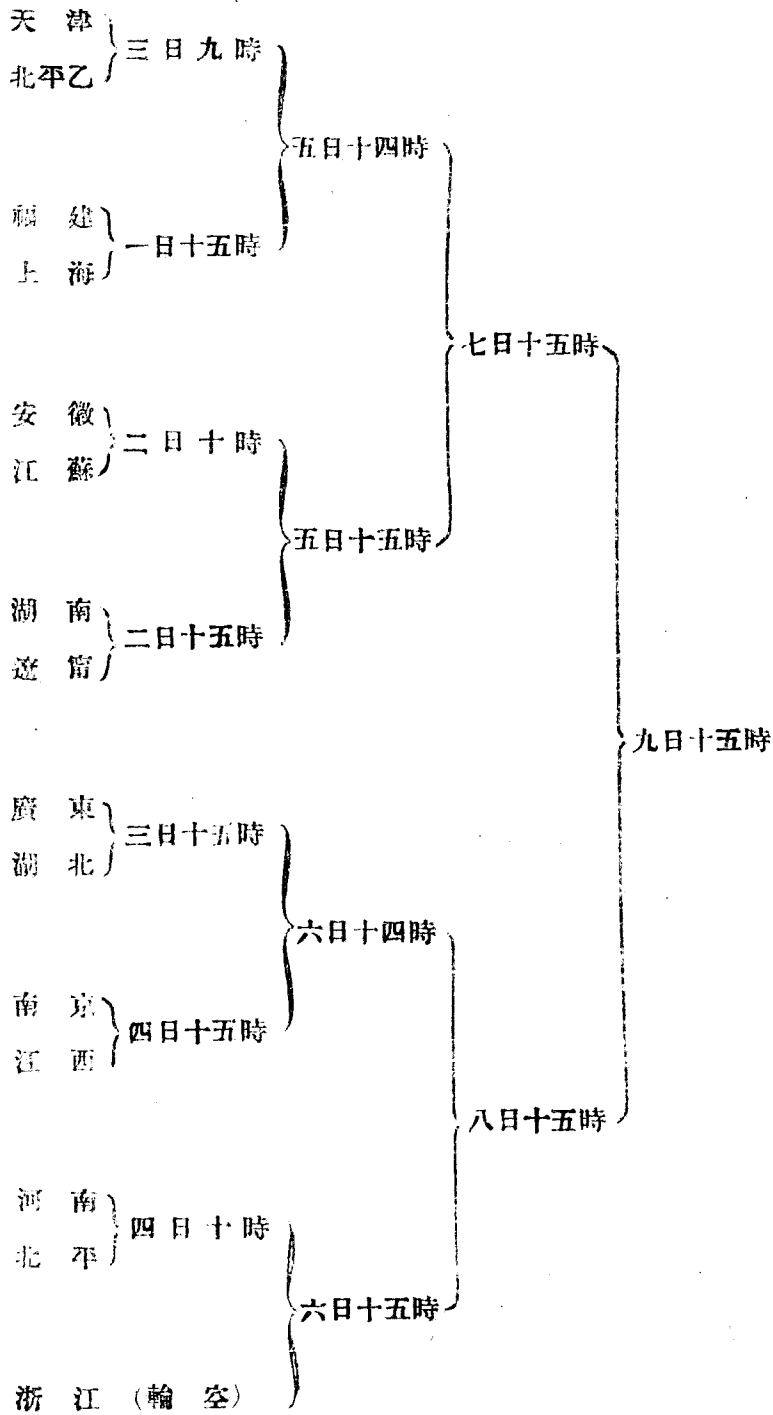 天津
北平乙
三日九時
五日十四時
福建
上海
一日十五時
七日十五時
安徽
江蘇
二日十時
五日十五時
湖南
遼甯
二日十五時
九日十五時
廣東
湖北
三日十五時
六日十四時
南京
江西
四日十五時
八日十五時
河南
北平
四日十時
六日十五時
浙江(輪空)